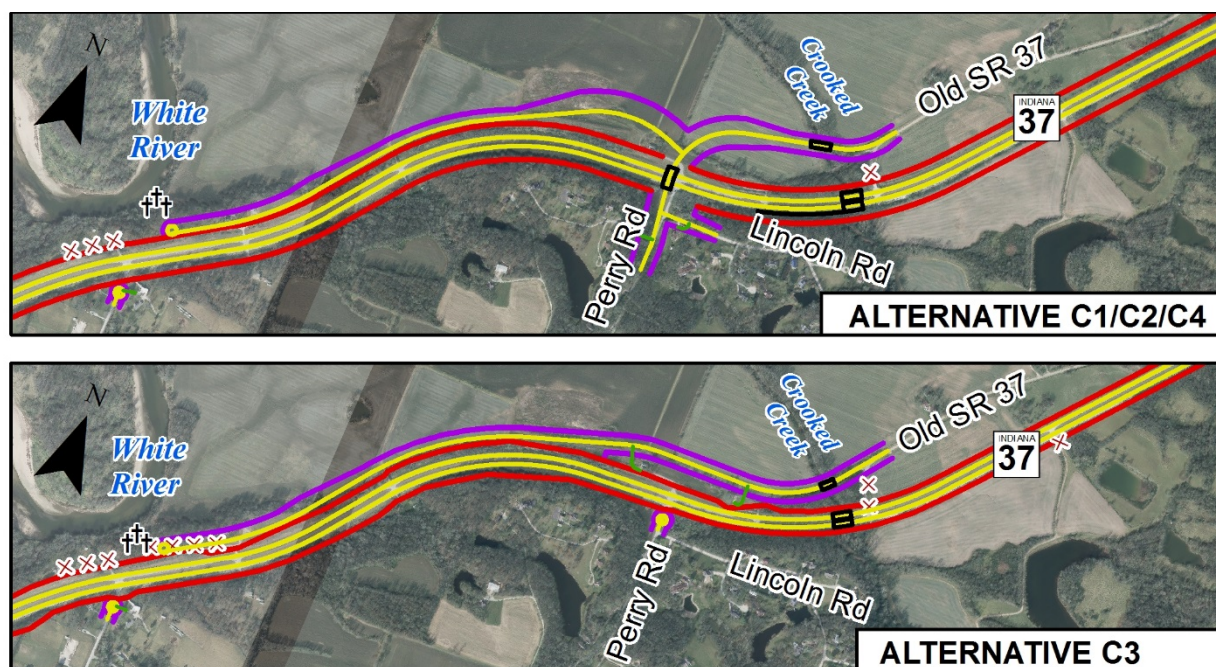 N
White
River
Crooked
Creek
Old SR 37
INDIANA
37
Perry Rd
Lincoln Rd
ALTERNATIVE C1/C2/C4
N
White
River
Crooked
Creek
Old SR 37
INDIANA
37
Perry Rd
Lincoln Rd
ALTERNATIVE C3